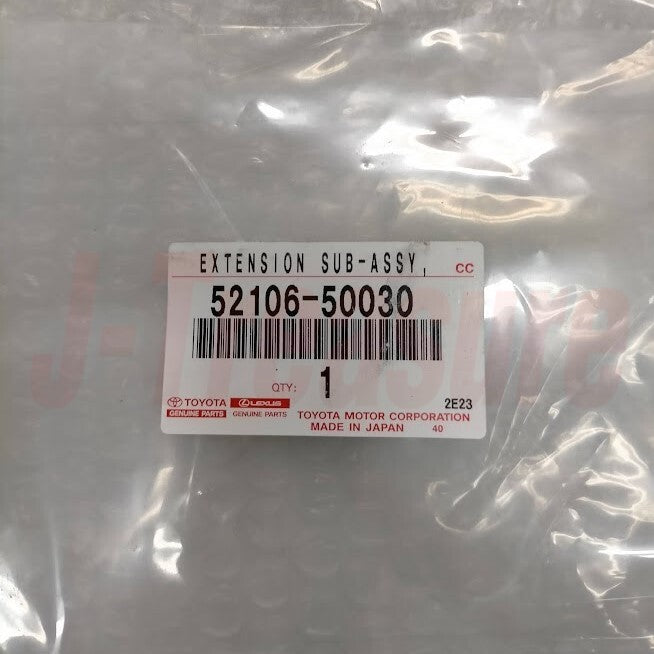 EXTENSION SUB-ASSY, CC
52106-50030
QTY: 1
TOYOTA LEXUS 2E23
GENUINE PARTS GENUINE PARTS TOYOTA MOTOR CORPORATION
MADE IN JAPAN 40
J-Treasure